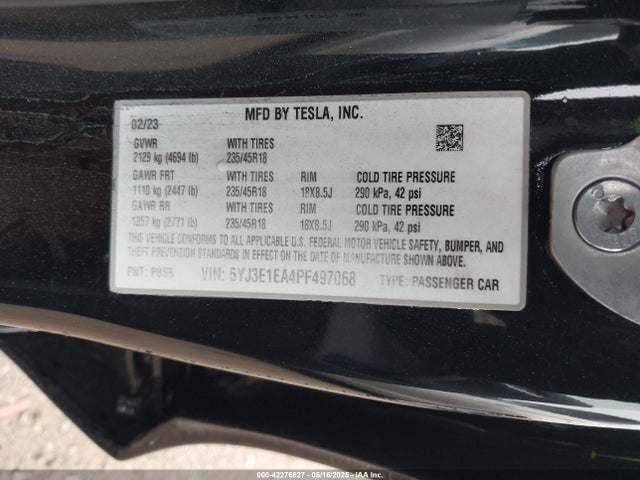 MFD BY TESLA, INC.
02/23
GVWR WITH TIRES
2129 kg (4694 lb) 235/45R18
GAWR FRT WITH TIRES RIM COLD TIRE PRESSURE
1110 kg (2447 lb) 235/45R18 18X8.5J 290 kPa, 42 psi
GAWR RR WITH TIRES RIM COLD TIRE PRESSURE
1257 kg (2771 lb) 235/45R18 18X8.5J 290 kPa, 42 psi
THIS VEHICLE CONFORMS TO ALL APPLICABLE U.S. FEDERAL MOTOR VEHICLE SAFETY, BUMPER, AND
THEFT PREVENTION STANDARDS IN EFFECT ON THE DATE OF MANUFACTURE SHOWN ABOVE.
PNT: PBSB VIN: 5YJ3E1EA4PF497068 TYPE: PASSENGER CAR
000-42276627 - 05/16/2025 - IAA Inc.